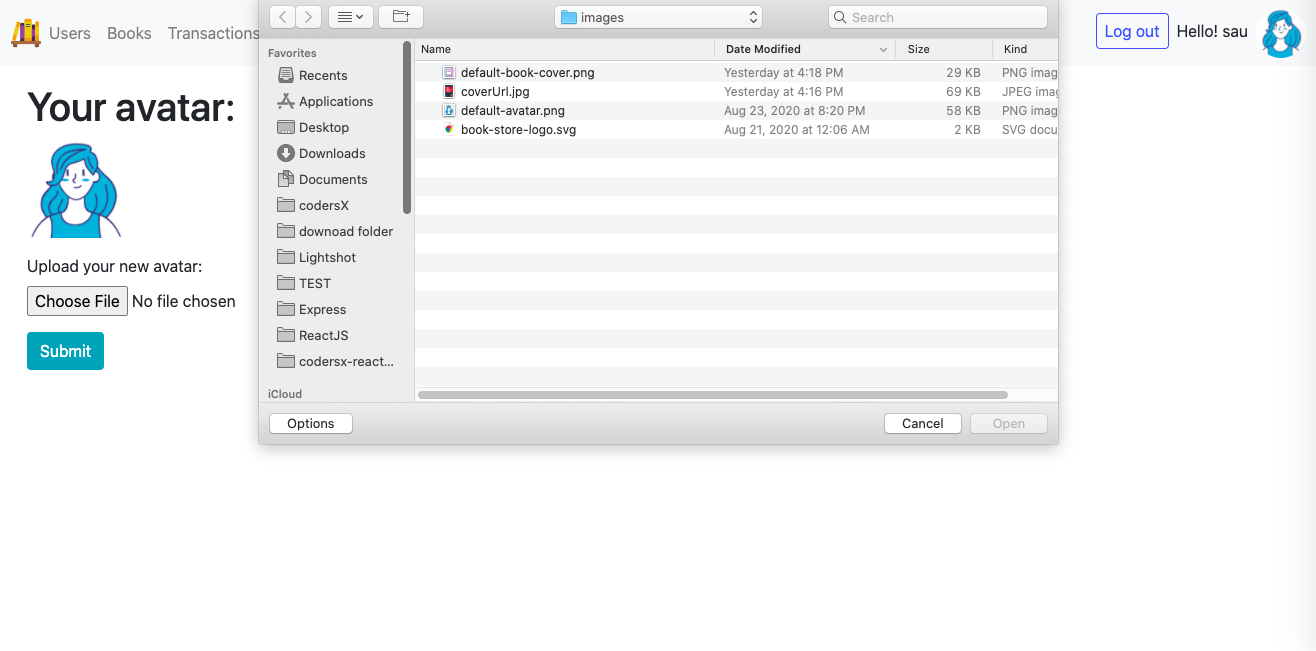 Users Books Transactions
Log out Hello! sau
Your avatar:
Upload your new avatar:
Choose File No file chosen
Submit
images
Search
Favorites
Recents
Applications
Desktop
Downloads
Documents
codersX
downoad folder
Lightshot
TEST
Express
ReactJS
codersx-react...
iCloud
Name Date Modified Size Kind
default-book-cover.png Yesterday at 4:18 PM 29 KB PNG imag
coverUrl.jpg Yesterday at 4:16 PM 69 KB JPEG imag
default-avatar.png Aug 23, 2020 at 8:20 PM 58 KB PNG imag
book-store-logo.svg Aug 21, 2020 at 12:06 AM 2 KB SVG docu
Options Cancel Open